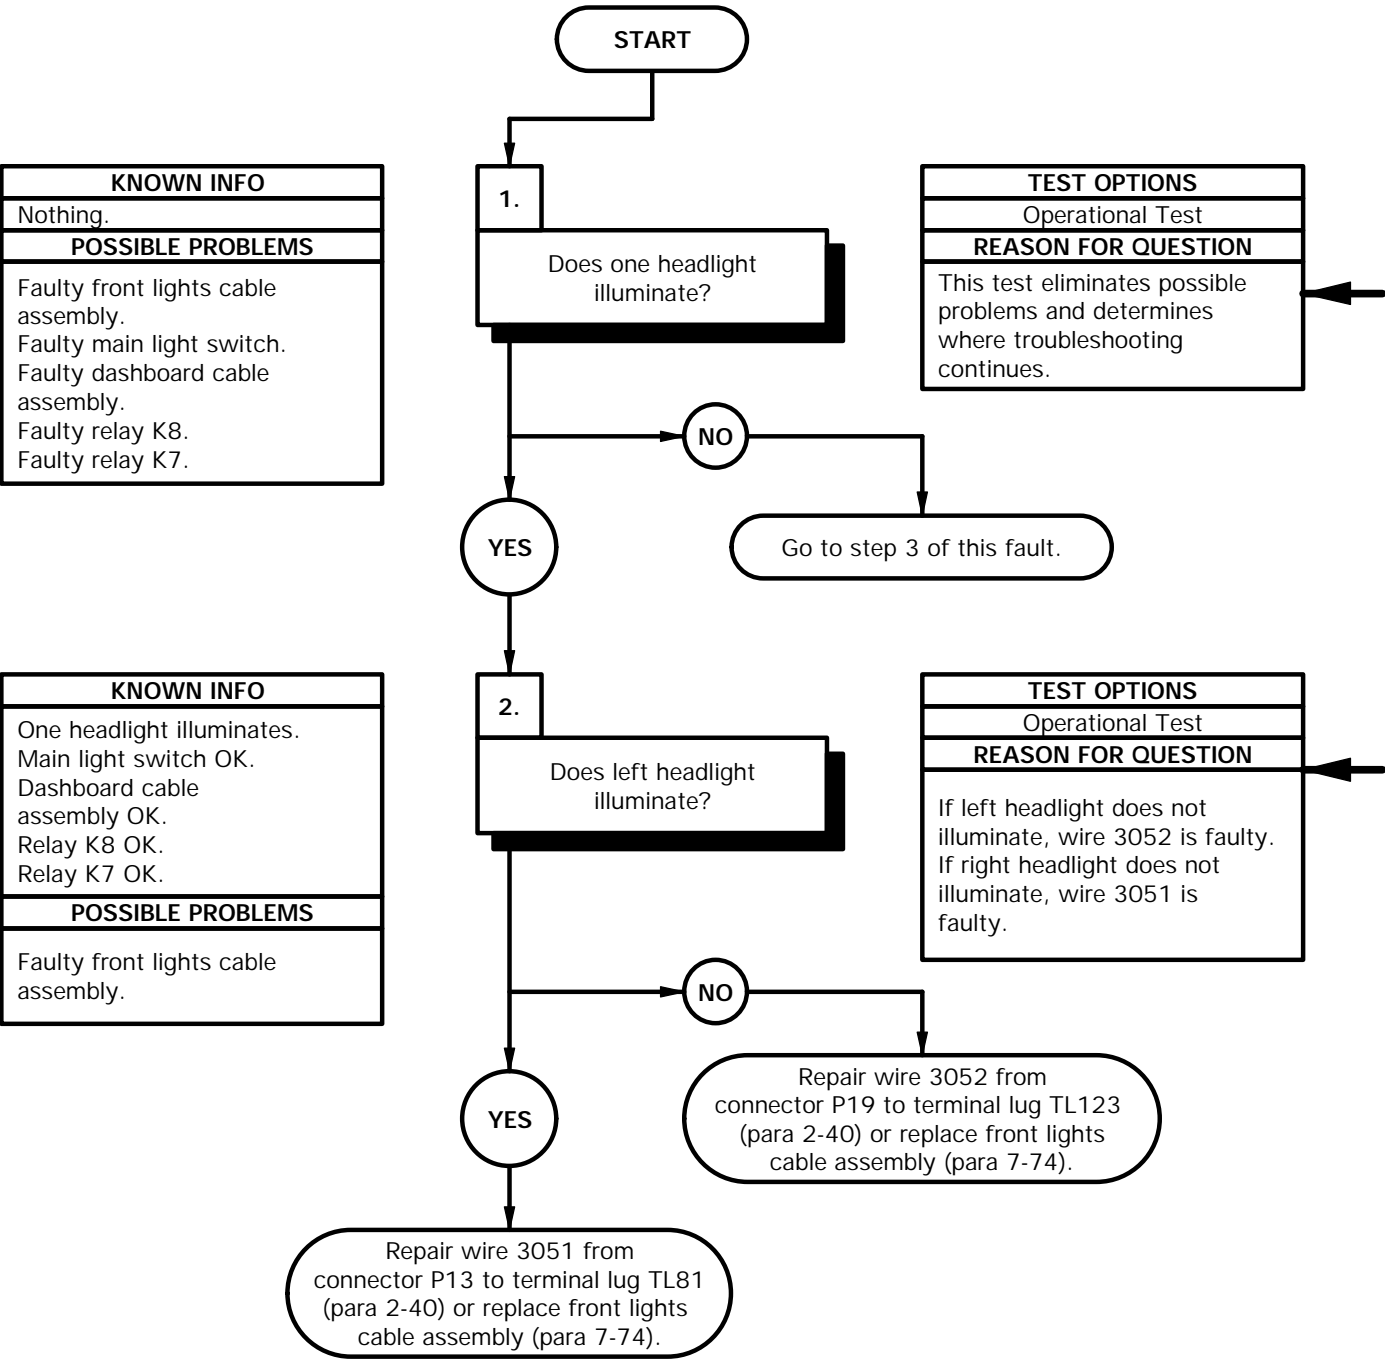 START
KNOWN INFO
Nothing.
POSSIBLE PROBLEMS
Faulty front lights cable
assembly.
Faulty main light switch.
Faulty dashboard cable
assembly.
Faulty relay K8.
Faulty relay K7.
1.
Does one headlight
illuminate?
TEST OPTIONS
Operational Test
REASON FOR QUESTION
This test eliminates possible
problems and determines
where troubleshooting
continues.
NO
YES
Go to step 3 of this fault.
KNOWN INFO
One headlight illuminates.
Main light switch OK.
Dashboard cable
assembly OK.
Relay K8 OK.
Relay K7 OK.
POSSIBLE PROBLEMS
Faulty front lights cable
assembly.
2.
Does left headlight
illuminate?
TEST OPTIONS
Operational Test
REASON FOR QUESTION
If left headlight does not
illuminate, wire 3052 is faulty.
If right headlight does not
illuminate, wire 3051 is
faulty.
NO
YES
Repair wire 3052 from
connector P19 to terminal lug TL123
(para 2-40) or replace front lights
cable assembly (para 7-74).
Repair wire 3051 from
connector P13 to terminal lug TL81
(para 2-40) or replace front lights
cable assembly (para 7-74).